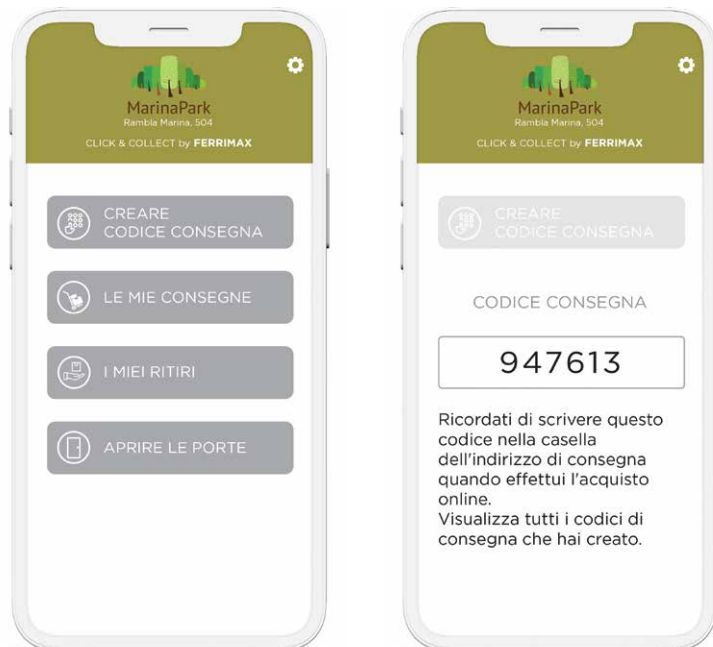 MarinaPark
Rambla Marina, 504
CLICK & COLLECT by FERRIMAX
CREARE
CODICE CONSEGNA
LE MIE CONSEGNE
I MIEI RITIRI
APRIRE LE PORTE
MarinaPark
Rambla Marina, 504
CLICK & COLLECT by FERRIMAX
CREARE
CODICE CONSEGNA
CODICE CONSEGNA
947613
Ricordati di scrivere questo
codice nella casella
dell'indirizzo di consegna
quando effettui l'acquisto
online.
Visualizza tutti i codici di
consegna che hai creato.